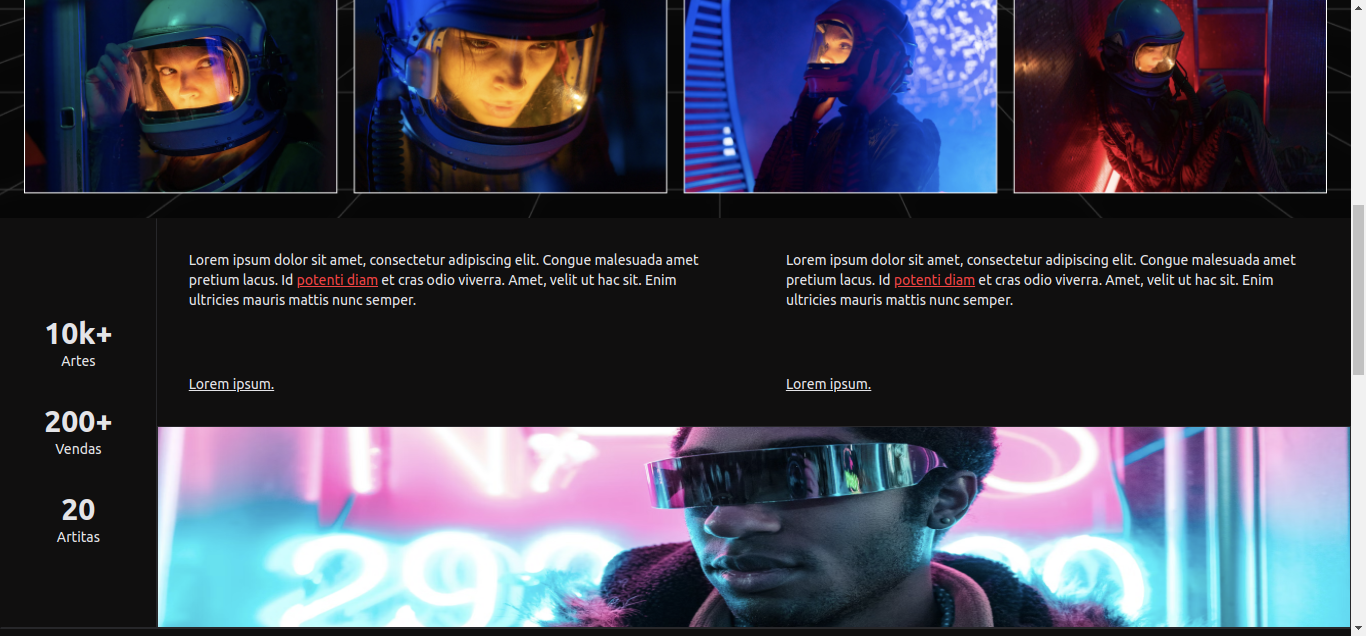 10k+
Artes
200+
Vendas
20
Artitas
Lorem ipsum dolor sit amet, consectetur adipiscing elit. Congue malesuada amet
pretium lacus. Id potenti diam et cras odio viverra. Amet, velit ut hac sit. Enim
ultricies mauris mattis nunc semper.
Lorem ipsum.
Lorem ipsum dolor sit amet, consectetur adipiscing elit. Congue malesuada amet
pretium lacus. Id potenti diam et cras odio viverra. Amet, velit ut hac sit. Enim
ultricies mauris mattis nunc semper.
Lorem ipsum.